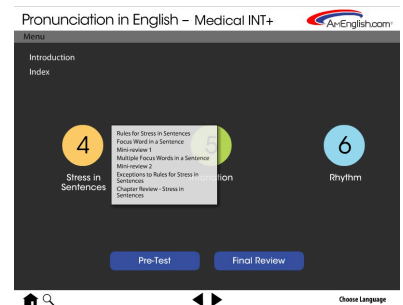 Pronunciation in English – Medical INT+
AmEnglish.com
Menu
Introduction
Index
4
Stress in
Sentences
Rules for Stress in Sentences
Focus Word in a Sentence
Mini-review 1
Multiple Focus Words in a Sentence
Mini-review 2
Exceptions to Rules for Stress in
Sentences
Chapter Review - Stress in
Sentences
5
6
Rhythm
Pre-Test
Final Review
Choose Language